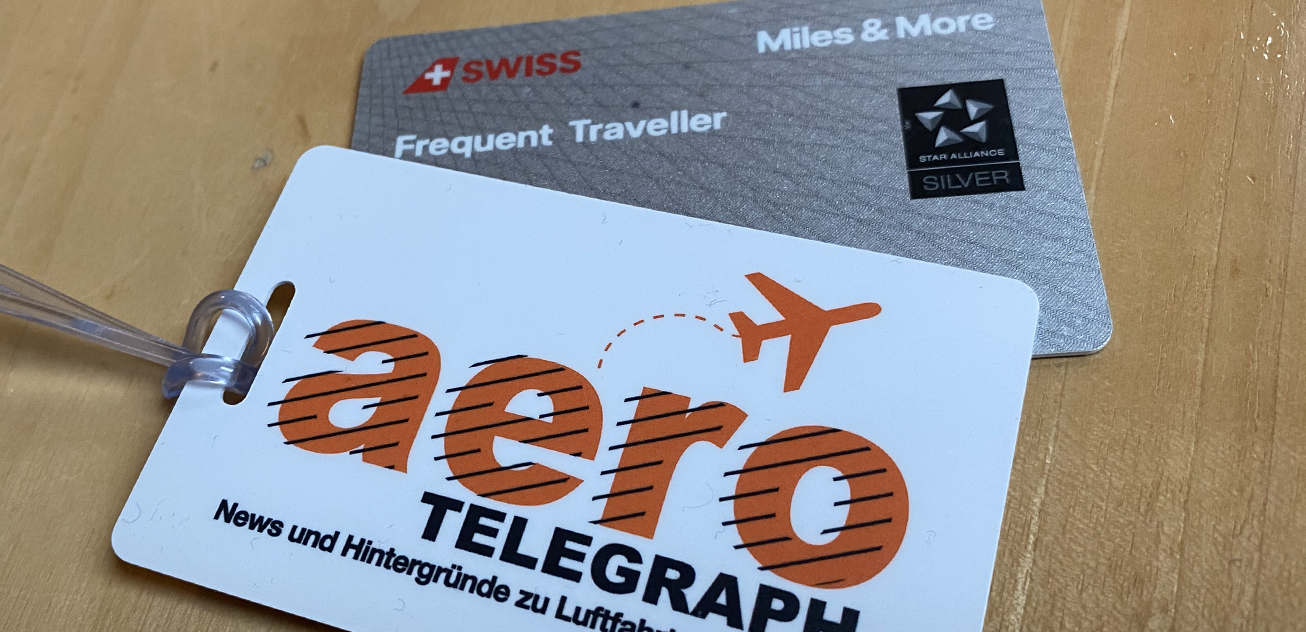 SWISS
Miles & More
Frequent Traveller
STAR ALLIANCE
SILVER
aero
TELEGRAPH
News und Hintergründe zu